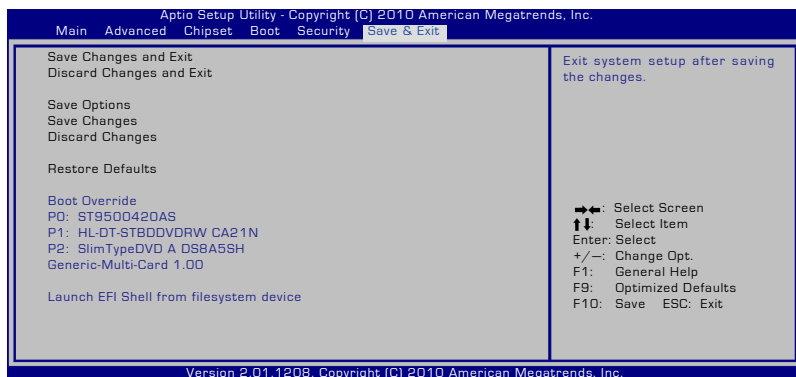 Aptio Setup Utility - Copyright (C) 2010 American Megatrends, Inc.
Main Advanced Chipset Boot Security Save & Exit
Save Changes and Exit
Discard Changes and Exit
Save Options
Save Changes
Discard Changes
Restore Defaults
Boot Override
P0: ST9500420AS
P1: HL-DT-STBDDVDRW CA21N
P2: SlimTypeDVD A DS8A5SH
Generic-Multi-Card 1.00
Launch EFI Shell from filesystem device
Exit system setup after saving
the changes.
→←: Select Screen
↑↓: Select Item
Enter: Select
+/—: Change Opt.
F1: General Help
F9: Optimized Defaults
F10: Save ESC: Exit
Version 2.01.1208. Copyright (C) 2010 American Megatrends, Inc.